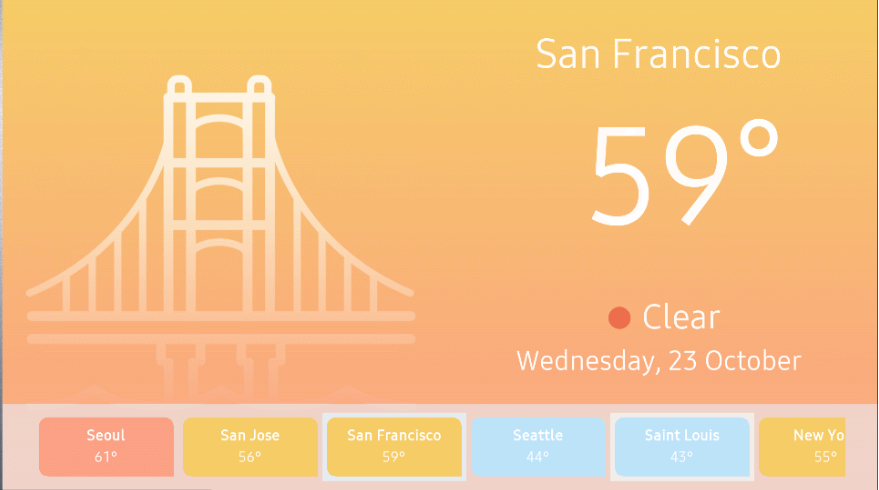 San Francisco
59°
Clear
Wednesday, 23 October
Seoul
61°
San Jose
56°
San Francisco
59°
Seattle
44°
Saint Louis
43°
New Yo
55°